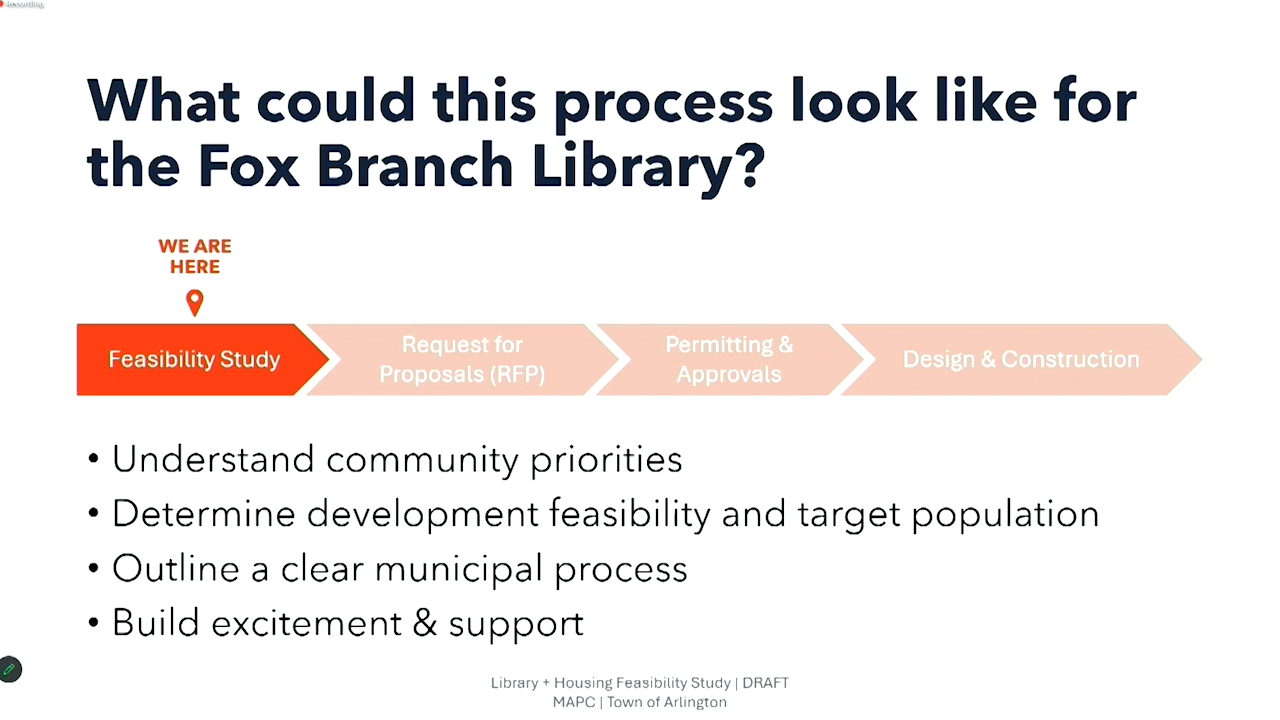 Recording
What could this process look like for
the Fox Branch Library?
WE ARE
HERE
Feasibility Study
Request for
Proposals (RFP)
Permitting &
Approvals
Design & Construction
• Understand community priorities
• Determine development feasibility and target population
• Outline a clear municipal process
• Build excitement & support
Library + Housing Feasibility Study | DRAFT
MAPC | Town of Arlington